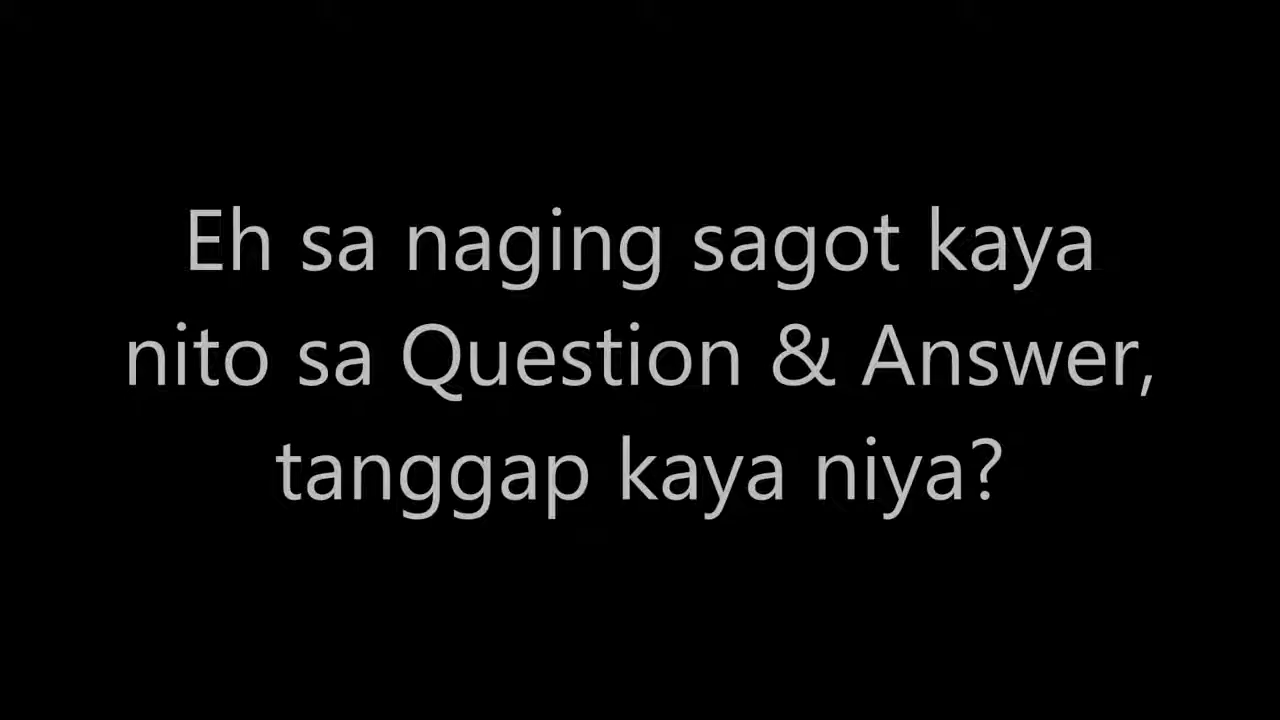 Eh sa naging sagot kaya
nito sa Question & Answer,
tanggap kaya niya?